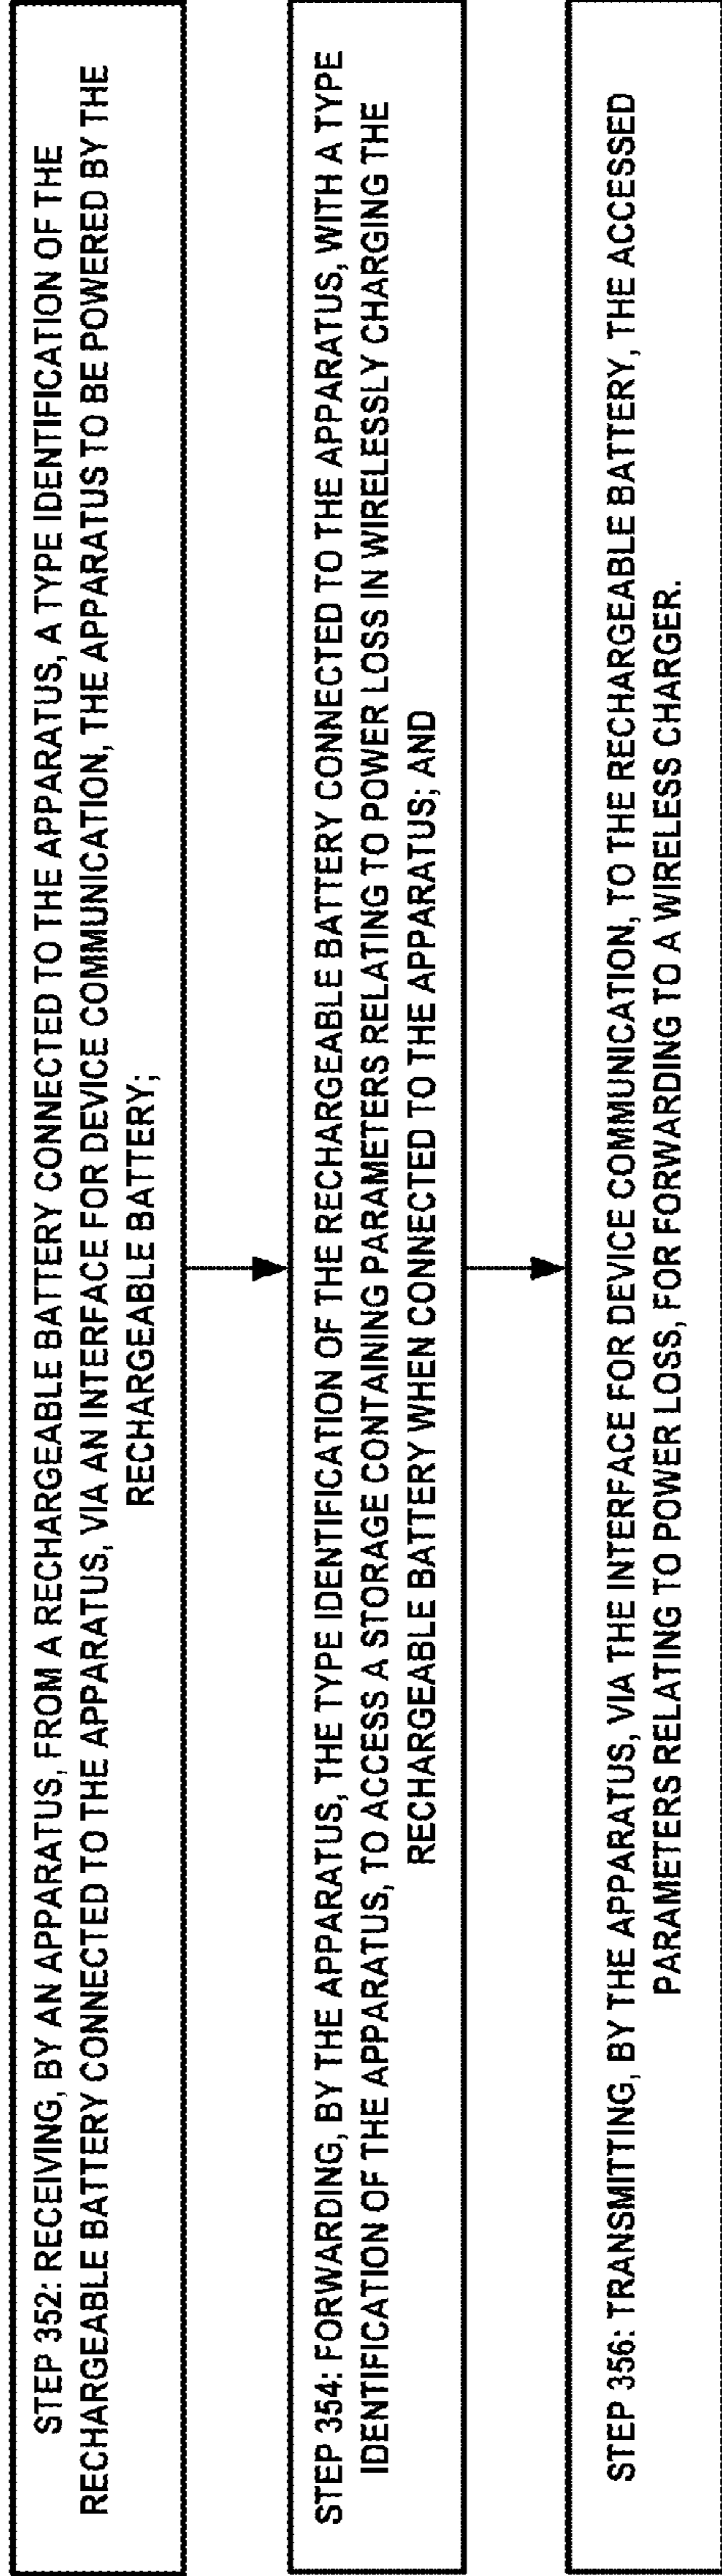 STEP 352: RECEIVING, BY AN APPARATUS, FROM A RECHARGEABLE BATTERY CONNECTED TO THE APPARATUS, A TYPE IDENTIFICATION OF THE
RECHARGEABLE BATTERY CONNECTED TO THE APPARATUS, VIA AN INTERFACE FOR DEVICE COMMUNICATION, THE APPARATUS TO BE POWERED BY THE
RECHARGEABLE BATTERY;
STEP 354: FORWARDING, BY THE APPARATUS, THE TYPE IDENTIFICATION OF THE RECHARGEABLE BATTERY CONNECTED TO THE APPARATUS, WITH A TYPE
IDENTIFICATION OF THE APPARATUS, TO ACCESS A STORAGE CONTAINING PARAMETERS RELATING TO POWER LOSS IN WIRELESSLY CHARGING THE
RECHARGEABLE BATTERY WHEN CONNECTED TO THE APPARATUS; AND
STEP 356: TRANSMITTING, BY THE APPARATUS, VIA THE INTERFACE FOR DEVICE COMMUNICATION, TO THE RECHARGEABLE BATTERY, THE ACCESSED
PARAMETERS RELATING TO POWER LOSS, FOR FORWARDING TO A WIRELESS CHARGER.